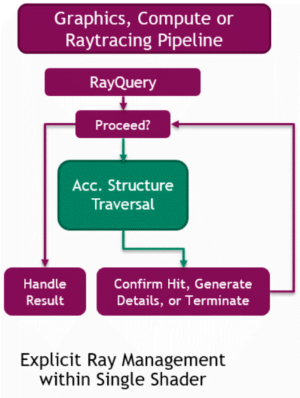 Graphics, Compute or
Raytracing Pipeline
RayQuery
Proceed?
Acc. Structure
Traversal
Handle
Result
Confirm Hit, Generate
Details, or Terminate
Explicit Ray Management
within Single Shader